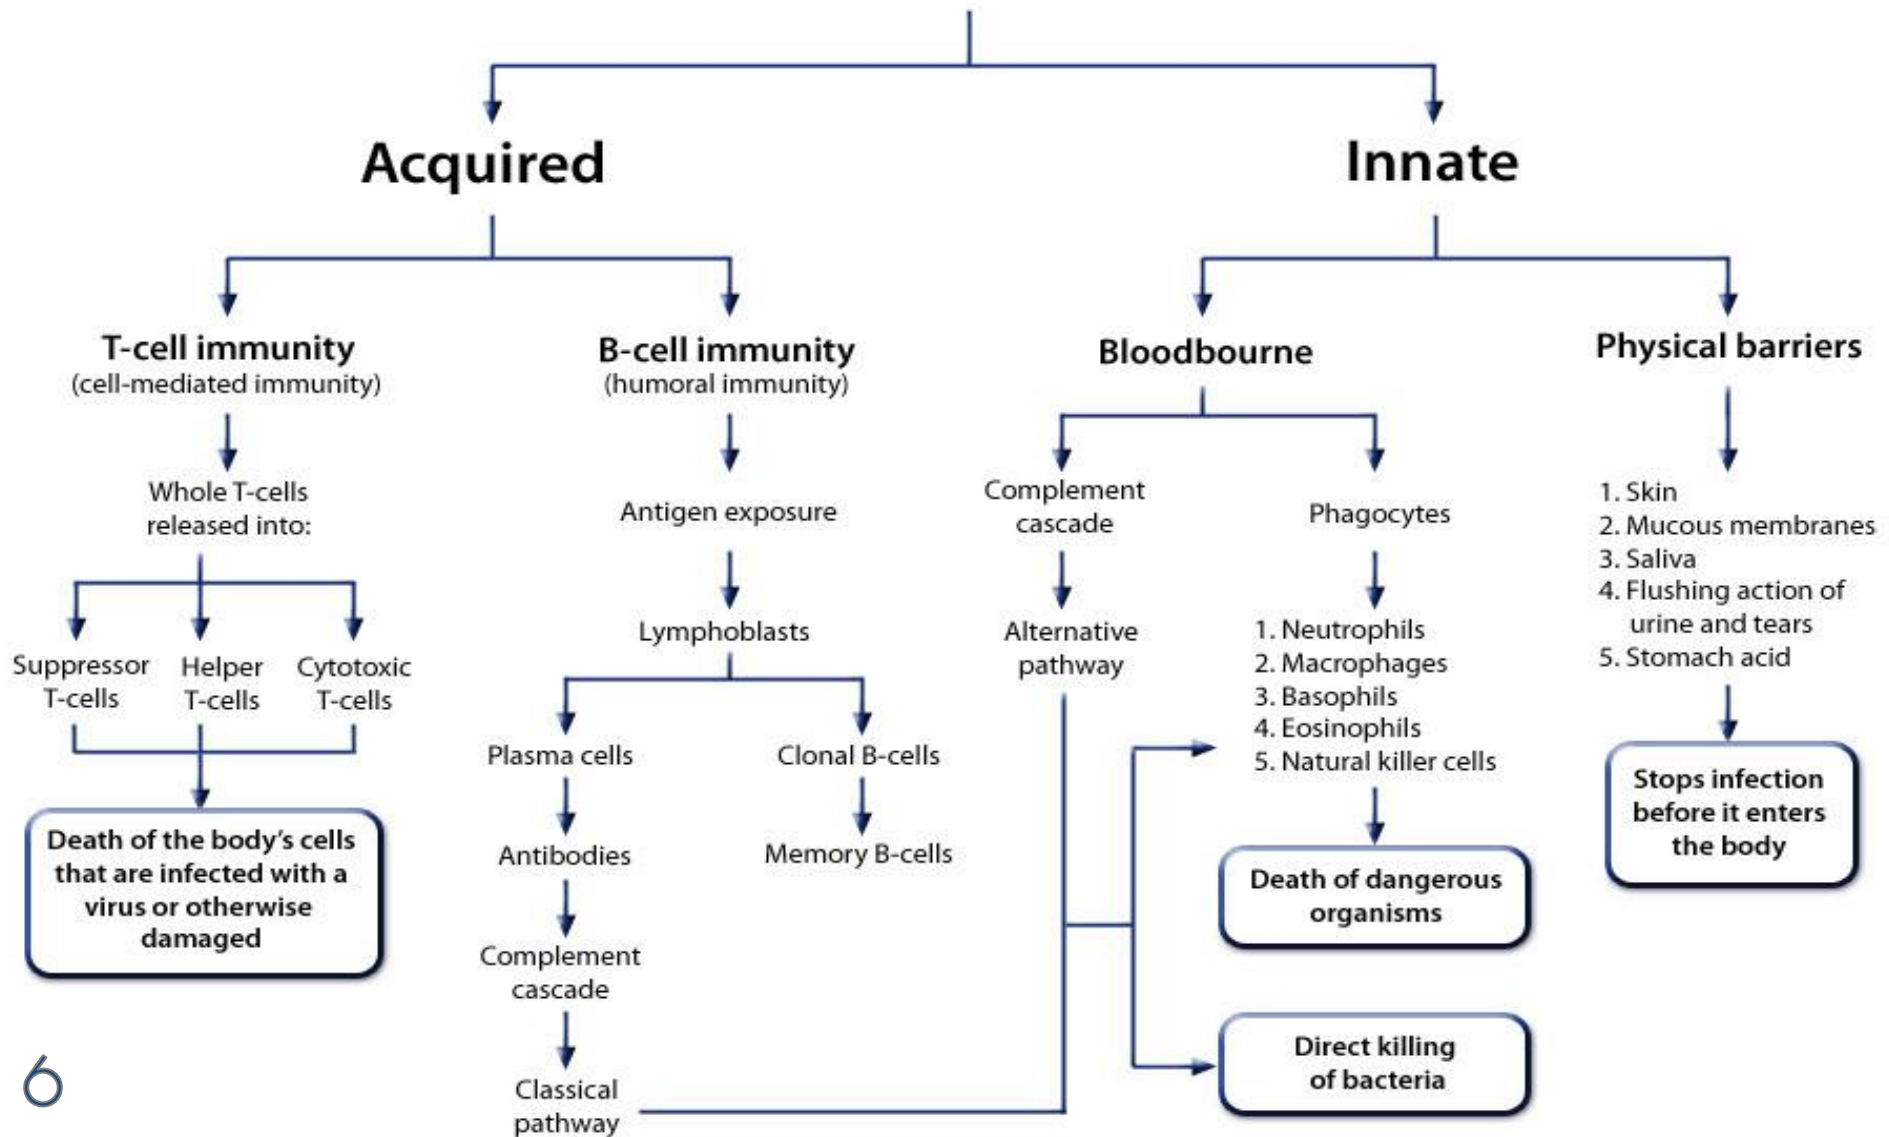 Acquired
Innate
T-cell immunity
(cell-mediated immunity)
B-cell immunity
(humoral immunity)
Bloodbourne
Physical barriers
Whole T-cells
released into:
Antigen exposure
Complement
cascade
Phagocytes
1. Skin
2. Mucous membranes
3. Saliva
4. Flushing action of
urine and tears
5. Stomach acid
Suppressor
T-cells
Helper
T-cells
Cytotoxic
T-cells
Lymphoblasts
Alternative
pathway
1. Neutrophils
2. Macrophages
3. Basophils
4. Eosinophils
5. Natural killer cells
Plasma cells
Clonal B-cells
Stops infection
before it enters
the body
Death of the body's cells
that are infected with a
virus or otherwise
damaged
Antibodies
Memory B-cells
Death of dangerous
organisms
Complement
cascade
Direct killing
of bacteria
Classical
pathway
6